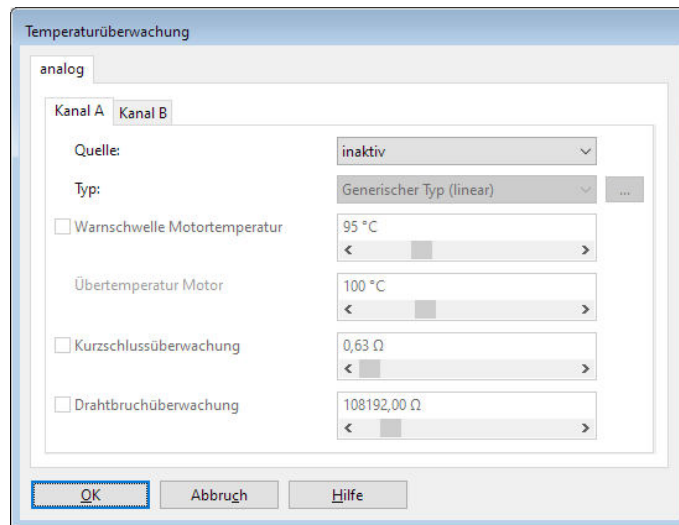 Temperaturüberwachung
analog
Kanal A Kanal B
Quelle: inaktiv
Typ: Generischer Typ (linear) ...
Warnschwelle Motortemperatur 95 °C
Übertemperatur Motor 100 °C
Kurzschlussüberwachung 0,63 Ω
Drahtbruchüberwachung 108192,00 Ω
OK Abbruch Hilfe